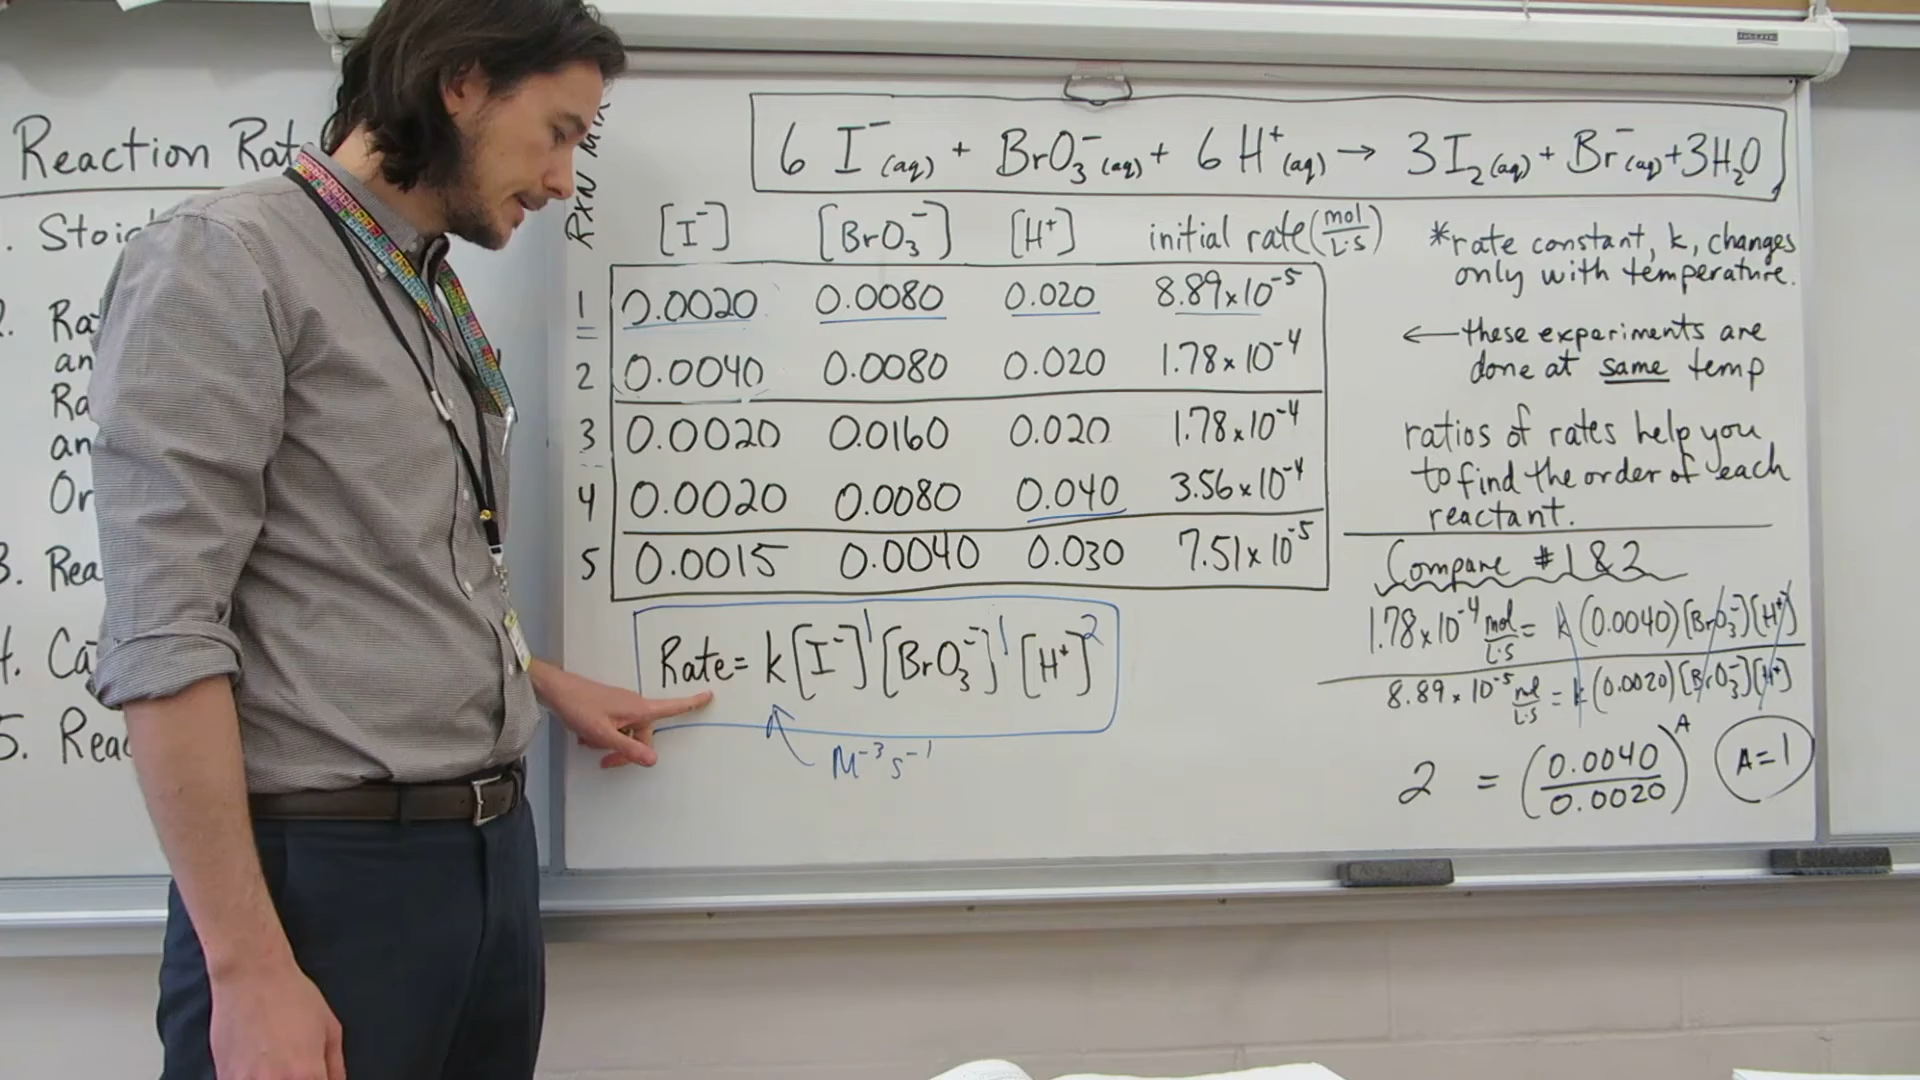 Reaction Rat
. Stoic
2. Ra
an
Ra
an
Or
3. Rea
4. Ca
5. Reac
6 I⁻(aq) + BrO₃⁻(aq) + 6 H⁺(aq) → 3 I₂(aq) + Br⁻(aq) + 3H₂O
Rxn Mix [I⁻] [BrO₃⁻] [H⁺] initial rate (mol/L·s)
1 0.0020 0.0080 0.020 8.89×10⁻⁵
2 0.0040 0.0080 0.020 1.78×10⁻⁴
3 0.0020 0.0160 0.020 1.78×10⁻⁴
4 0.0020 0.0080 0.040 3.56×10⁻⁴
5 0.0015 0.0040 0.030 7.51×10⁻⁵
Rate = k[I⁻]¹[BrO₃⁻]¹[H⁺]²
M⁻³s⁻¹
*rate constant, k, changes
only with temperature.
← these experiments are
done at same temp
ratios of rates help you
to find the order of each
reactant.
Compare #1&2
1.78×10⁻⁴ mol/L·s = k(0.0040)[BrO₃⁻][H⁺]
8.89×10⁻⁵ mol/L·s = k(0.0020)[BrO₃⁻][H⁺]
2 = (0.0040/0.0020)ᴬ A=1